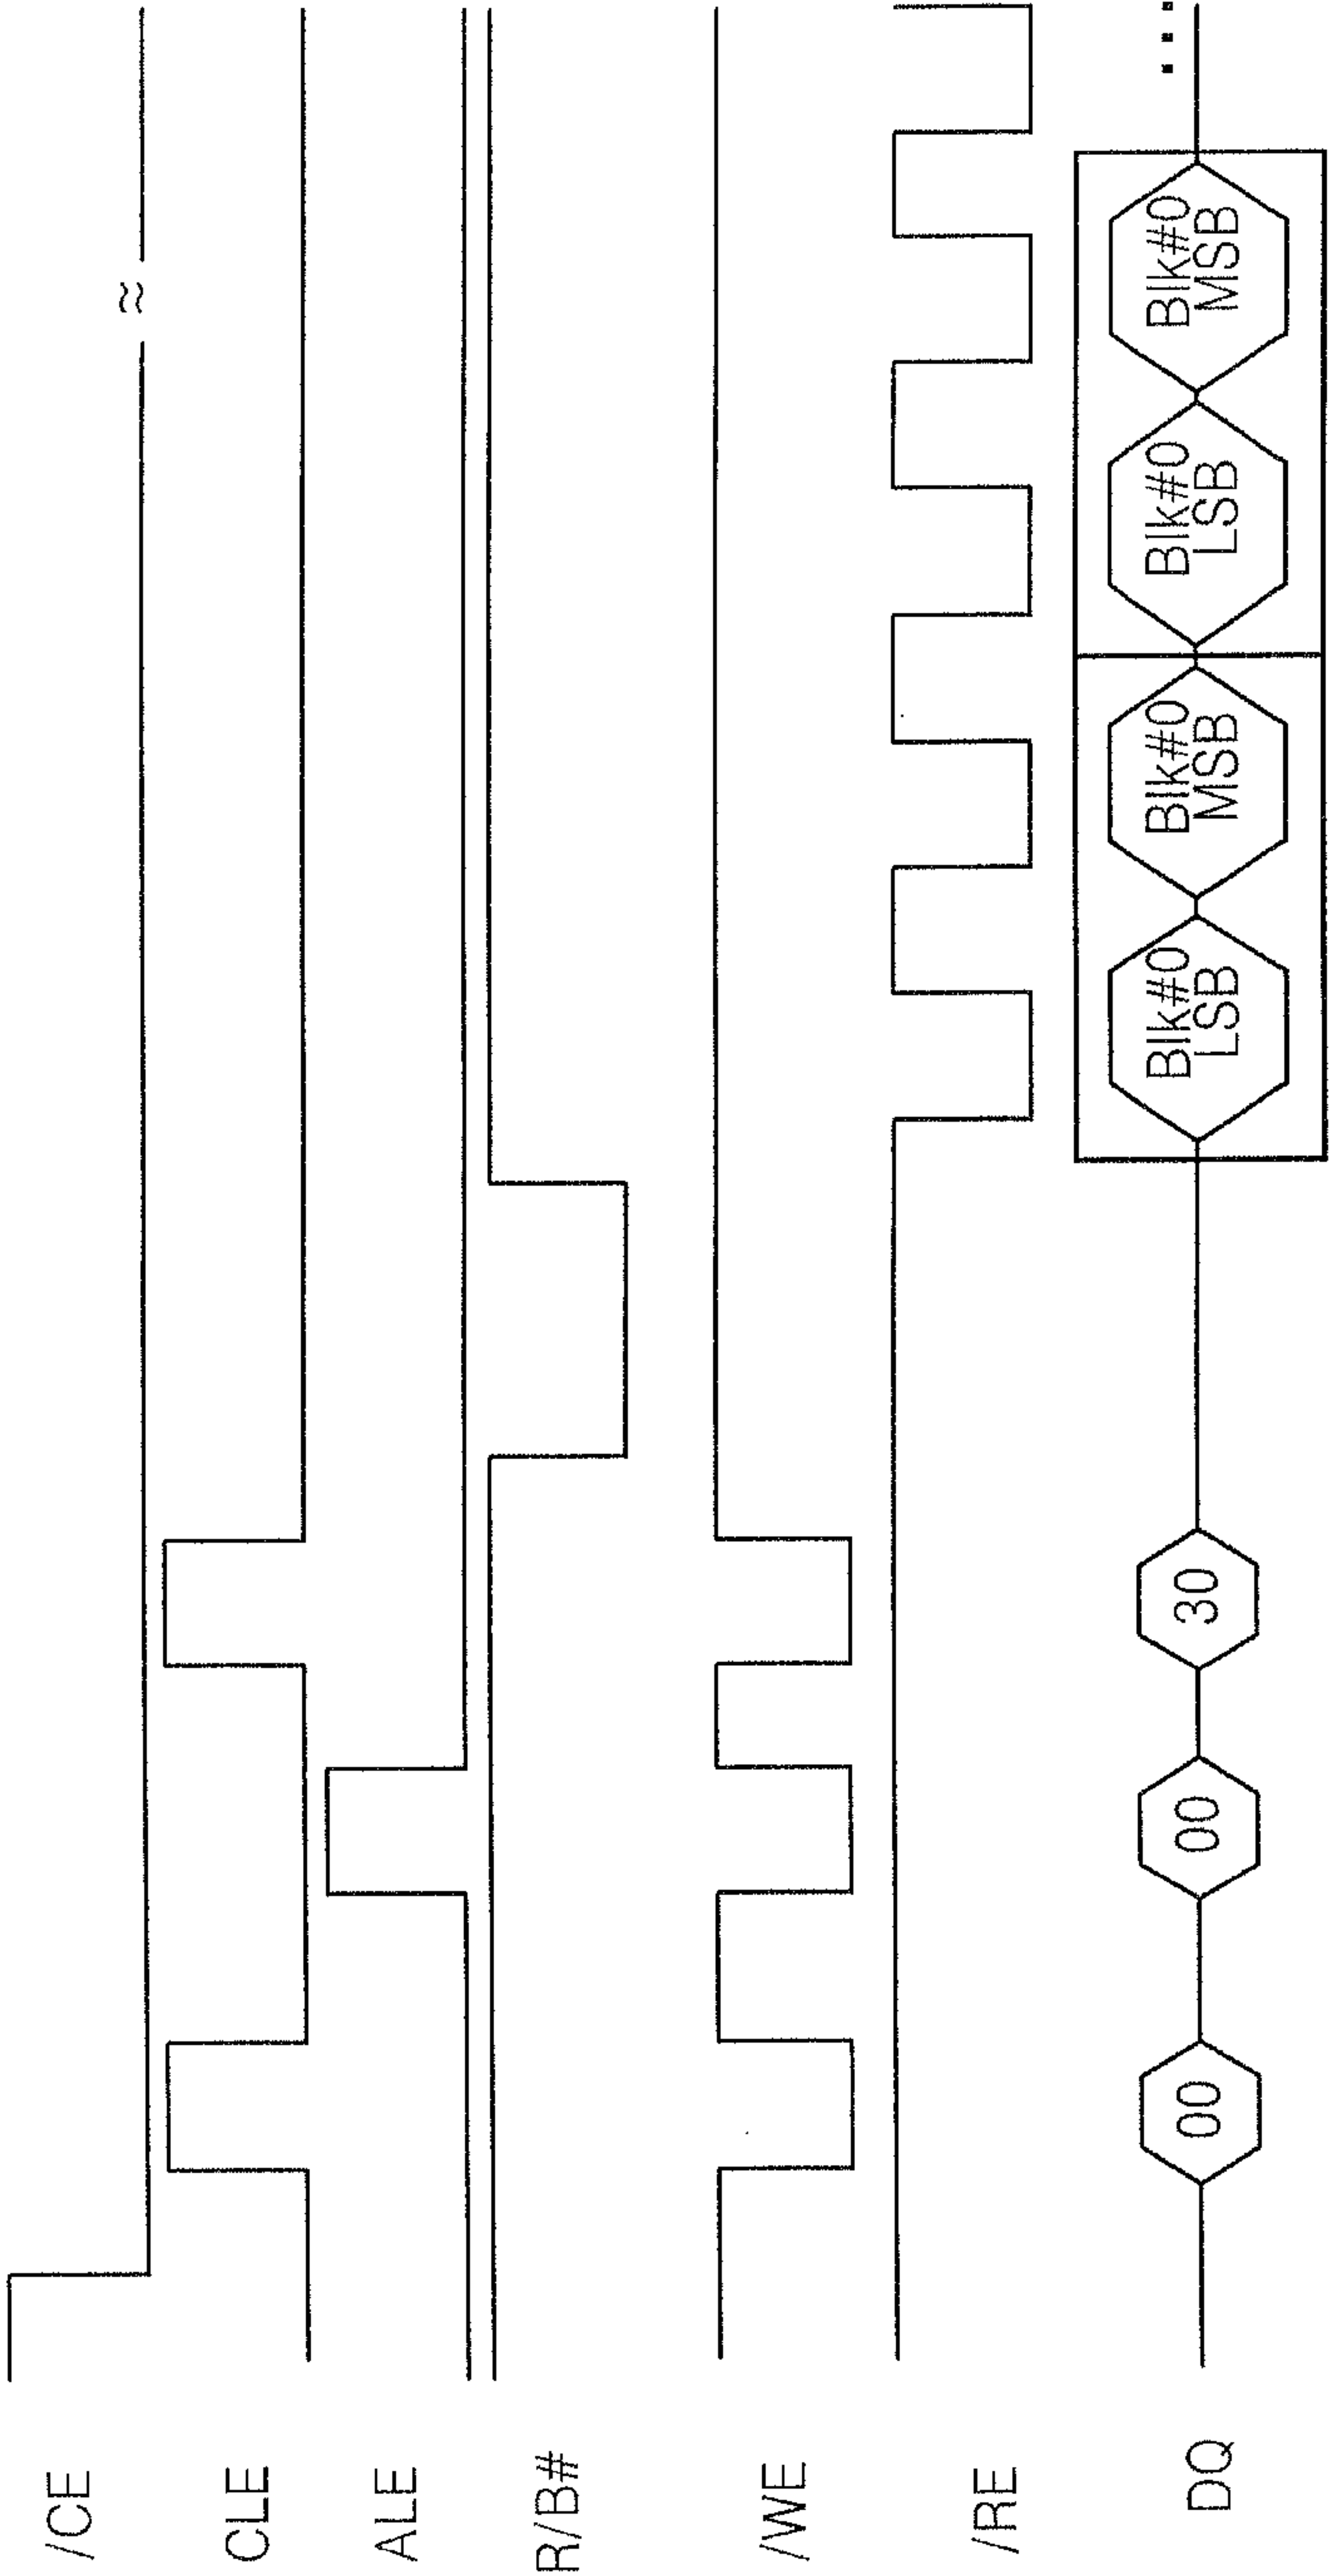 /CE
CLE
ALE
R/B#
/WE
/RE
DQ
00
00
30
Blk#0
LSB
Blk#0
MSB
Blk#0
LSB
Blk#0
MSB
...